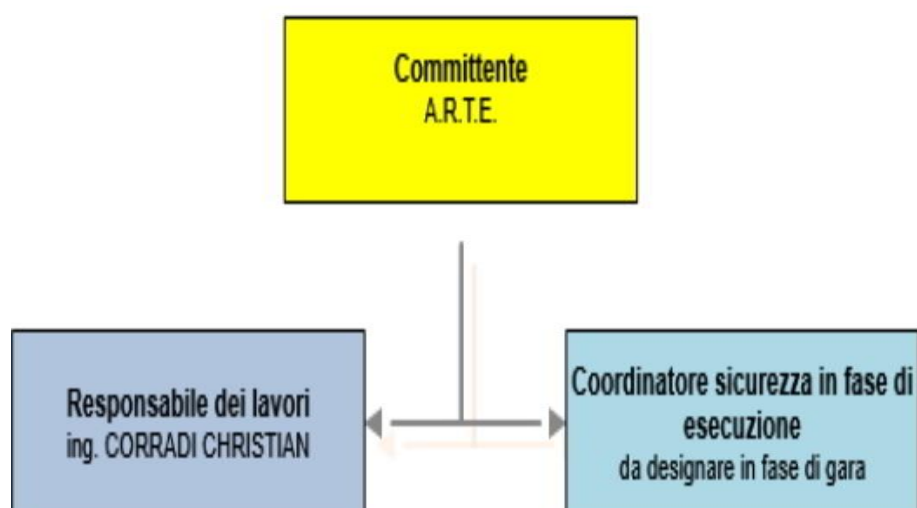 Committente
A.R.T.E.
Responsabile dei lavori
ing. CORRADI CHRISTIAN
Coordinatore sicurezza in fase di
esecuzione
da designare in fase di gara